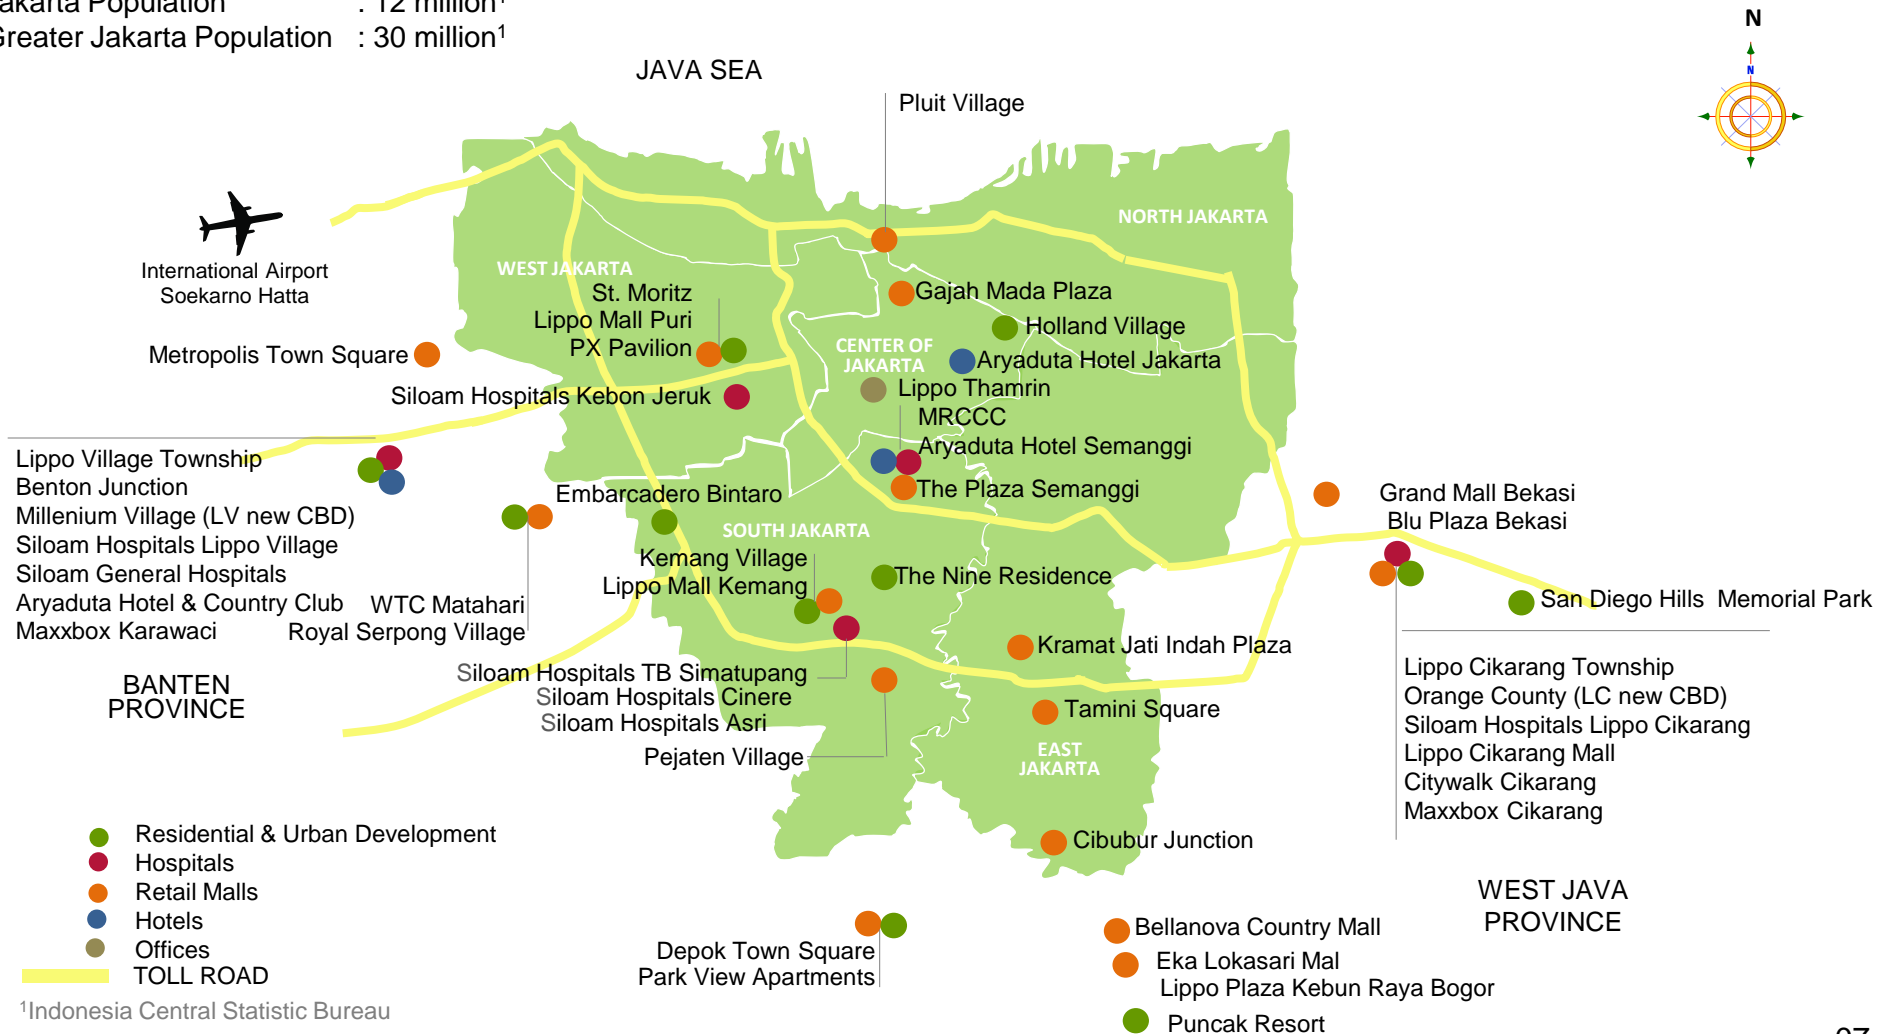 Jakarta Population : 12 million¹
Greater Jakarta Population : 30 million¹
N
N
JAVA SEA
Pluit Village
NORTH JAKARTA
WEST JAKARTA
International Airport
Soekarno Hatta
St. Moritz
Lippo Mall Puri
PX Pavilion
Gajah Mada Plaza
Holland Village
CENTER OF
JAKARTA
Aryaduta Hotel Jakarta
Metropolis Town Square
Siloam Hospitals Kebon Jeruk
Lippo Thamrin
MRCCC
Aryaduta Hotel Semanggi
The Plaza Semanggi
Lippo Village Township
Benton Junction
Millenium Village (LV new CBD)
Siloam Hospitals Lippo Village
Siloam General Hospitals
Aryaduta Hotel & Country Club
Maxxbox Karawaci
Embarcadero Bintaro
SOUTH JAKARTA
Kemang Village
Lippo Mall Kemang
The Nine Residence
WTC Matahari
Royal Serpong Village
Grand Mall Bekasi
Blu Plaza Bekasi
San Diego Hills Memorial Park
Kramat Jati Indah Plaza
Siloam Hospitals TB Simatupang
Siloam Hospitals Cinere
Siloam Hospitals Asri
Pejaten Village
Tamini Square
EAST
JAKARTA
Lippo Cikarang Township
Orange County (LC new CBD)
Siloam Hospitals Lippo Cikarang
Lippo Cikarang Mall
Citywalk Cikarang
Maxxbox Cikarang
BANTEN
PROVINCE
Cibubur Junction
WEST JAVA
PROVINCE
Residential & Urban Development
Hospitals
Retail Malls
Hotels
Offices
TOLL ROAD
Depok Town Square
Park View Apartments
Bellanova Country Mall
Eka Lokasari Mal
Lippo Plaza Kebun Raya Bogor
Puncak Resort
¹Indonesia Central Statistic Bureau